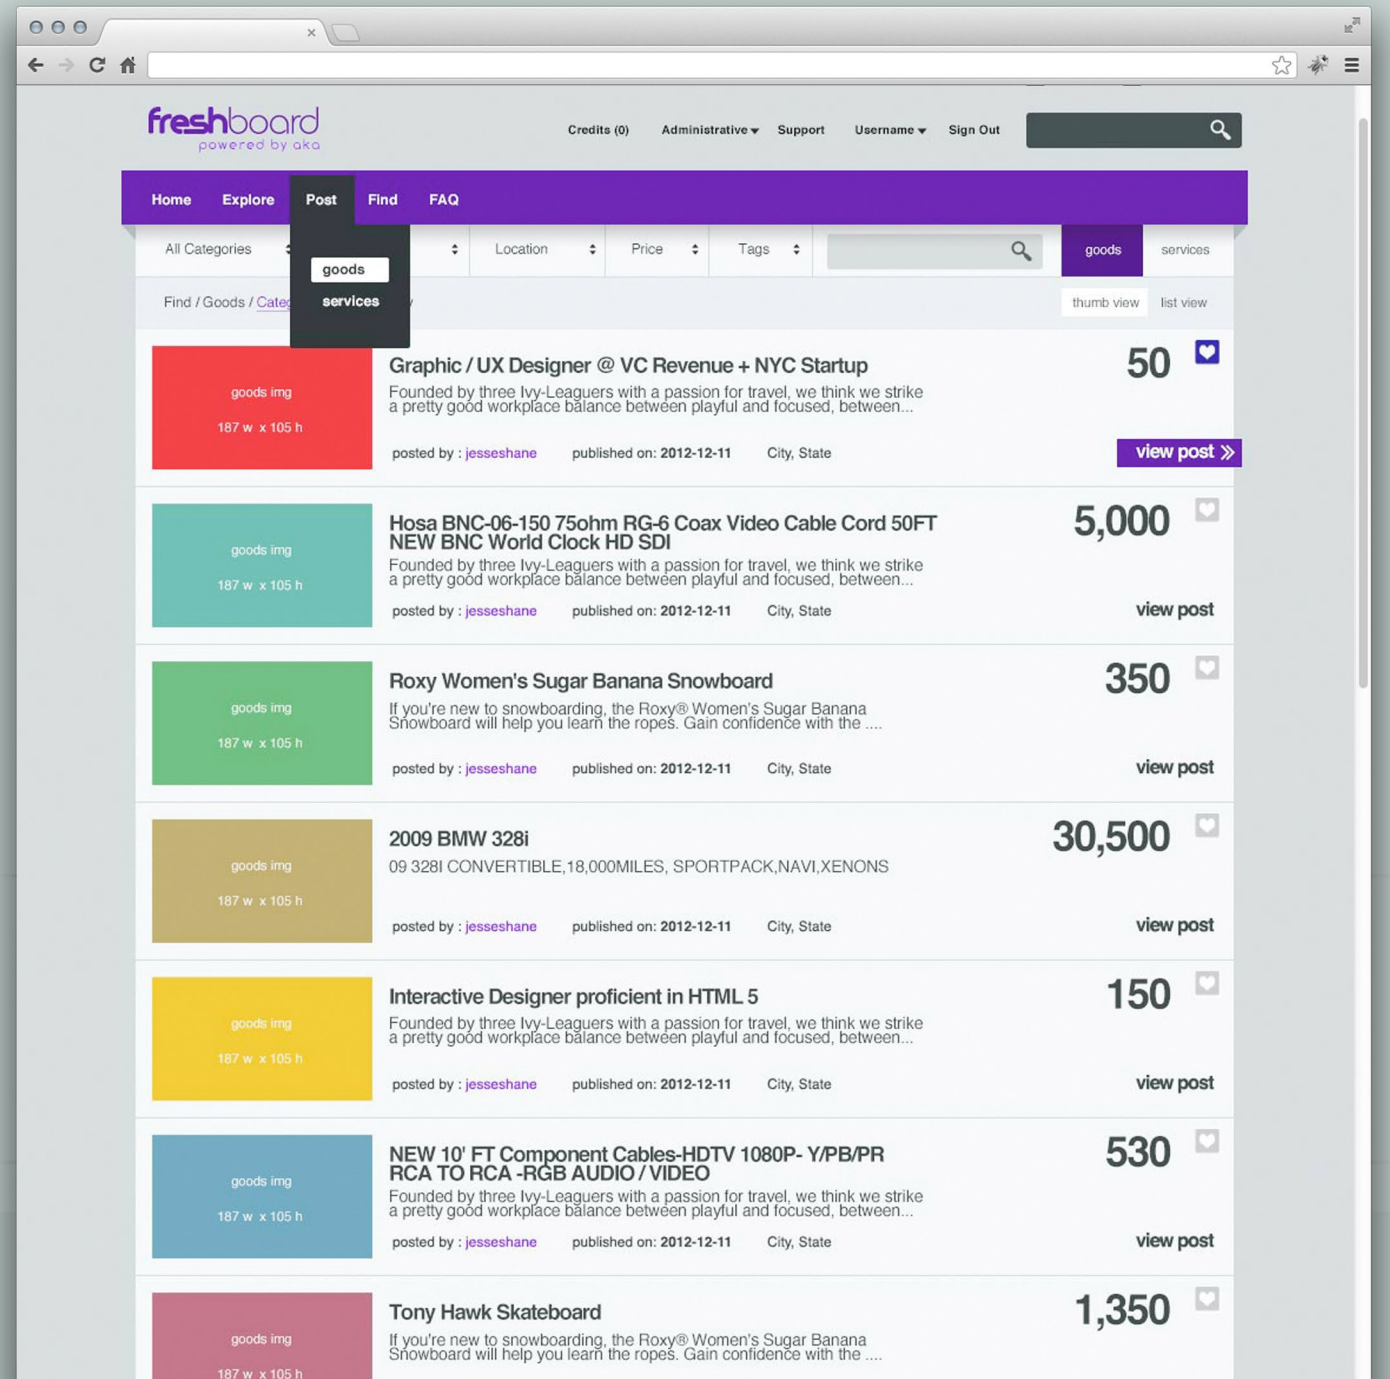 freshboard
powered by aka
Credits (0) Administrative Support Username Sign Out
Home Explore Post Find FAQ
All Categories Location Price Tags goods services
goods
services
Find / Goods / thumb view list view
goods img
187 w x 105 h
Graphic / UX Designer @ VC Revenue + NYC Startup
50
Founded by three Ivy-Leaguers with a passion for travel, we think we strike
a pretty good workplace balance between playful and focused, between...
posted by : jesseshane published on: 2012-12-11 City, State
view post
goods img
187 w x 105 h
Hosa BNC-06-150 75ohm RG-6 Coax Video Cable Cord 50FT
NEW BNC World Clock HD SDI
5,000
Founded by three Ivy-Leaguers with a passion for travel, we think we strike
a pretty good workplace balance between playful and focused, between...
posted by : jesseshane published on: 2012-12-11 City, State
view post
goods img
187 w x 105 h
Roxy Women's Sugar Banana Snowboard
350
If you're new to snowboarding, the Roxy® Women's Sugar Banana
Snowboard will help you learn the ropes. Gain confidence with the ....
posted by : jesseshane published on: 2012-12-11 City, State
view post
goods img
187 w x 105 h
2009 BMW 328i
30,500
09 328I CONVERTIBLE,18,000MILES, SPORTPACK,NAVI,XENONS
posted by : jesseshane published on: 2012-12-11 City, State
view post
goods img
187 w x 105 h
Interactive Designer proficient in HTML 5
150
Founded by three Ivy-Leaguers with a passion for travel, we think we strike
a pretty good workplace balance between playful and focused, between...
posted by : jesseshane published on: 2012-12-11 City, State
view post
goods img
187 w x 105 h
NEW 10' FT Component Cables-HDTV 1080P- Y/PB/PR
RCA TO RCA -RGB AUDIO / VIDEO
530
Founded by three Ivy-Leaguers with a passion for travel, we think we strike
a pretty good workplace balance between playful and focused, between...
posted by : jesseshane published on: 2012-12-11 City, State
view post
goods img
187 w x 105 h
Tony Hawk Skateboard
1,350
If you're new to snowboarding, the Roxy® Women's Sugar Banana
Snowboard will help you learn the ropes. Gain confidence with the ....